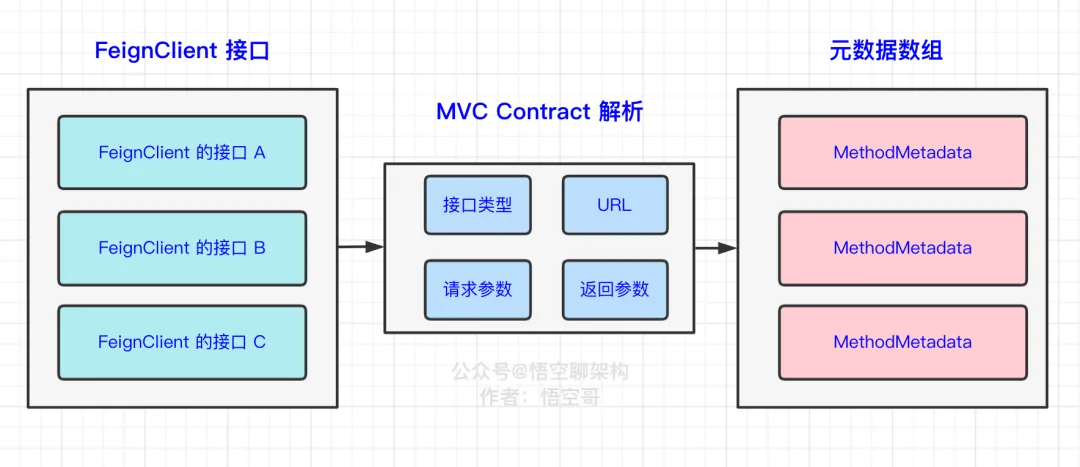 FeignClient 接口
FeignClient 的接口 A
FeignClient 的接口 B
FeignClient 的接口 C
MVC Contract 解析
接口类型
URL
请求参数
返回参数
元数据数组
MethodMetadata
MethodMetadata
MethodMetadata
公众号@悟空聊架构
作者：悟空哥